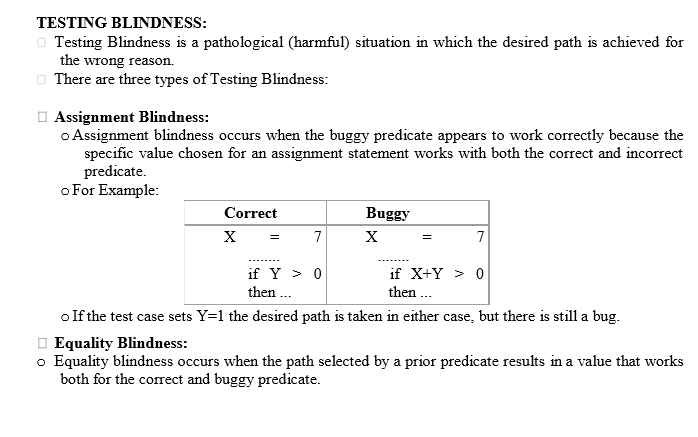 TESTING BLINDNESS:
Testing Blindness is a pathological (harmful) situation in which the desired path is achieved for
the wrong reason.
There are three types of Testing Blindness:
Assignment Blindness:
o Assignment blindness occurs when the buggy predicate appears to work correctly because the
specific value chosen for an assignment statement works with both the correct and incorrect
predicate.
o For Example:
Correct Buggy
X = 7 X = 7
........ ........
if Y > 0 if X+Y > 0
then ... then ...
o If the test case sets Y=1 the desired path is taken in either case, but there is still a bug.
Equality Blindness:
o Equality blindness occurs when the path selected by a prior predicate results in a value that works
both for the correct and buggy predicate.